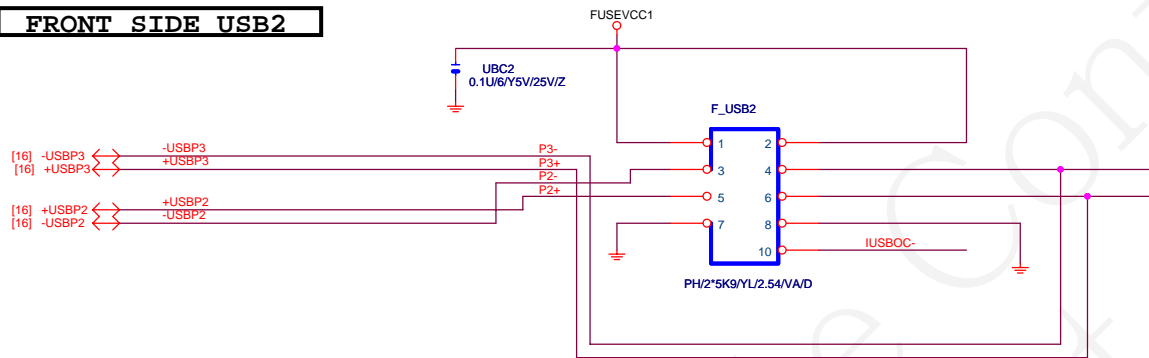 FRONT SIDE USB2
FUSEVCC1
UBC2
0.1U/6/Y5V/25V/Z
F_USB2
1 2
3 4
5 6
7 8
10
[16] -USBP3 -USBP3 P3-
[16] +USBP3 +USBP3 P3+
P2-
[16] +USBP2 +USBP2 P2+
[16] -USBP2 -USBP2
IUSBOC-
PH/2*5K9/YL/2.54/VA/D